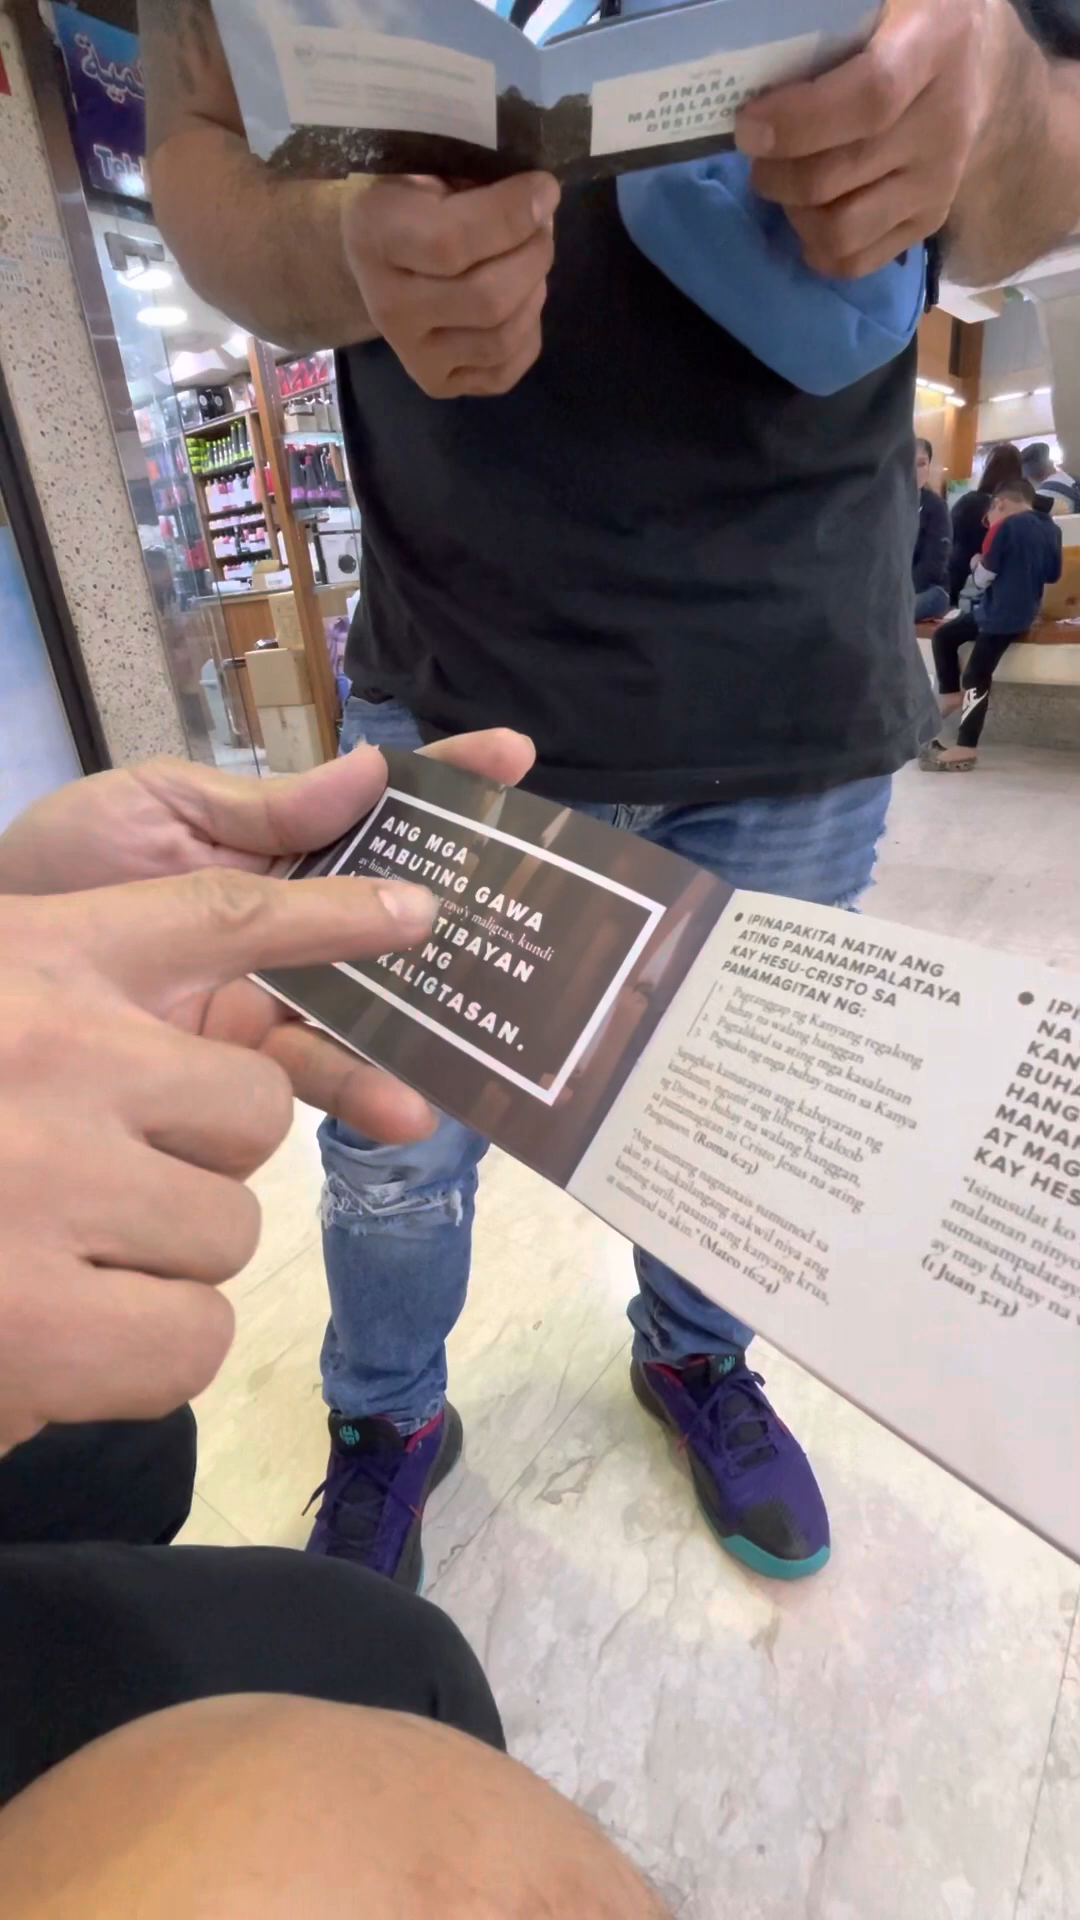 PINAKA-
MAHALAGANG
DESISYON
ANG MGA
MABUTING GAWA
ay hindi tayo'y maligtas, kundi
TIBAYAN
NG
KALIGTASAN.
● IPINAPAKITA NATIN ANG
ATING PANANAMPALATAYA
KAY HESU-CRISTO SA
PAMAMAGITAN NG:
1. Pagtanggap ng Kanyang regalong
buhay na walang hanggan
2. Pagtalikod sa ating mga kasalanan
3. Pagsuko ng mga buhay natin sa Kanya
Sapagkat kamatayan ang kabayaran ng
kasalanan, ngunit ang libreng kaloob
ng Dyos ay buhay na walang hanggan,
sa pamamagitan ni Cristo Jesus na ating
Panginoon. (Roma 6:23)
"Ang sinumang nagnanais sumunod sa
akin ay kinakailangang itakwil niya ang
kanyang sarili, pasanin ang kanyang krus,
at sumunod sa akin." (Mateo 16:24)
● IPI
NA
KAN
BUHA
HANG
MANAM
AT MAG
KAY HES
"Isinusulat ko
malaman ninyo
sumasampalataya
ay may buhay na
(1 Juan 5:13)